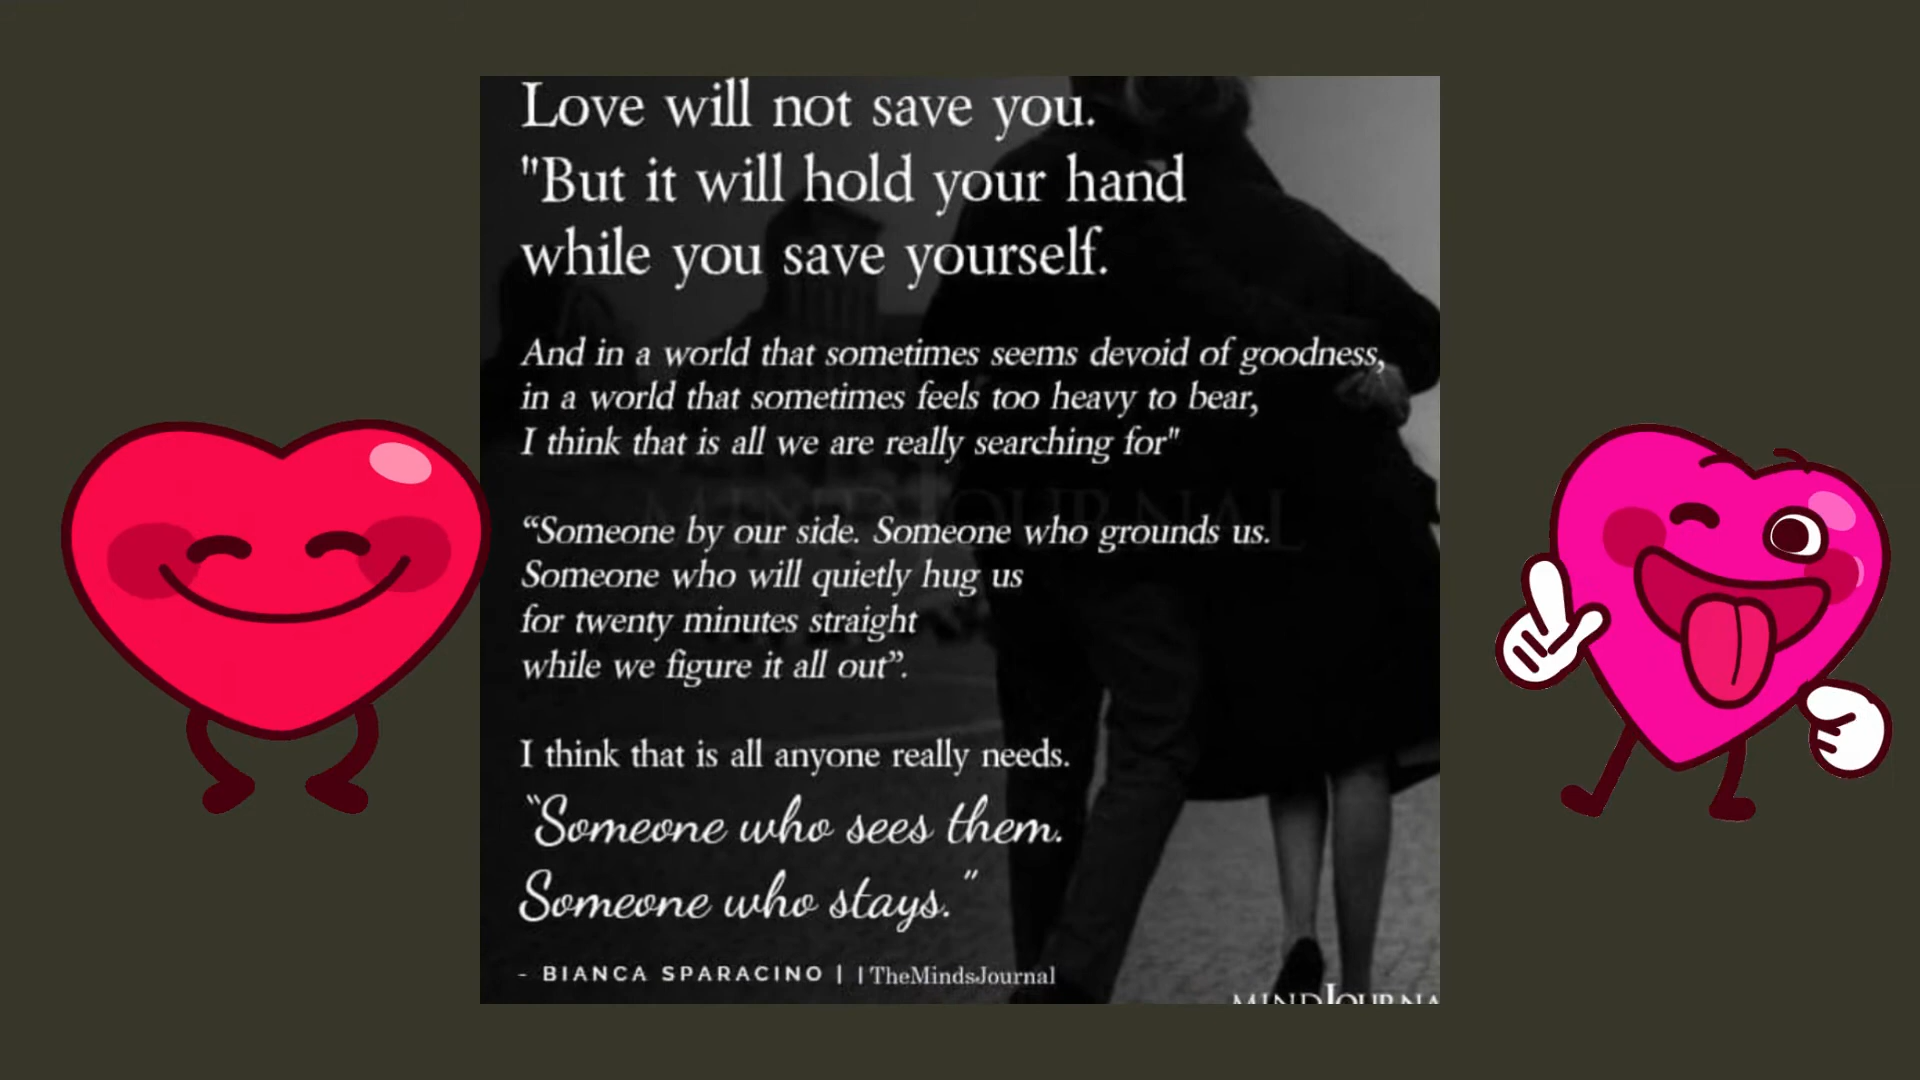 Love will not save you.
"But it will hold your hand
while you save yourself.
And in a world that sometimes seems devoid of goodness,
in a world that sometimes feels too heavy to bear,
I think that is all we are really searching for"
MINDJOURNAL
“Someone by our side. Someone who grounds us.
Someone who will quietly hug us
for twenty minutes straight
while we figure it all out”.
I think that is all anyone really needs.
“Someone who sees them.
Someone who stays.”
- BIANCA SPARACINO | | TheMindsJournal
MINDJOURNA